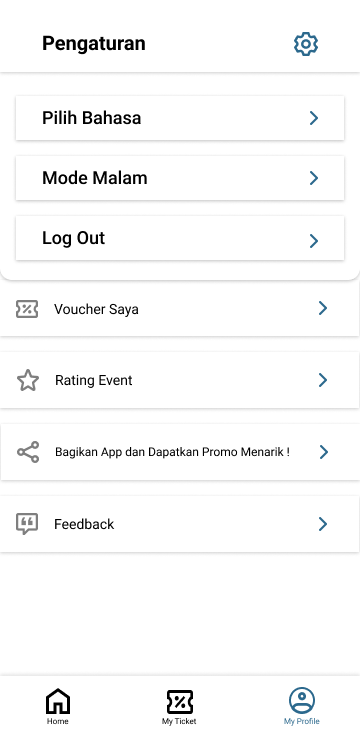 Pengaturan
Pilih Bahasa
Mode Malam
Log Out
Voucher Saya
Rating Event
Bagikan App dan Dapatkan Promo Menarik !
Feedback
Home
My Ticket
My Profile